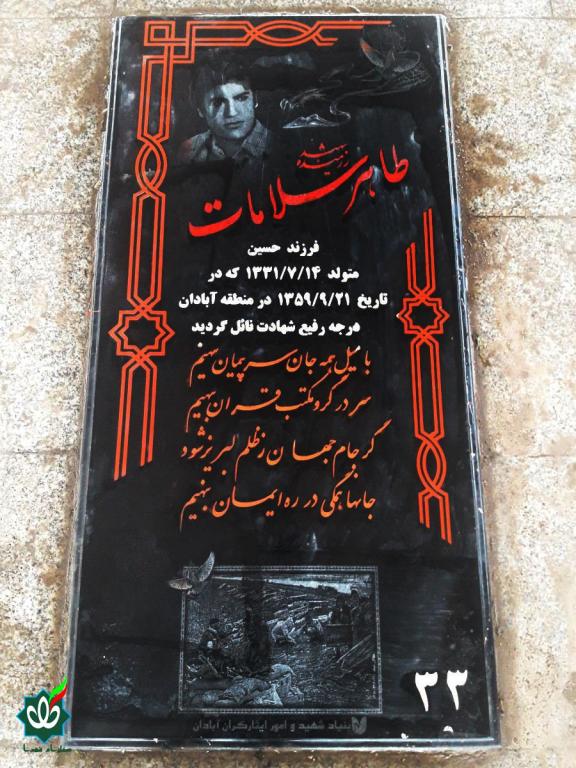 شهید
رزمنده
طاهر سلامات
فرزند حسین
متولد ۱۳۳۱/۷/۱۴ که در
تاریخ ۱۳۵۹/۹/۲۱ در منطقه آبادان
هرجه رفیع شهادت نائل گردید
با میل همه جان سر پیمان بنهیم
سر در گرو مکتب قرآن بنهیم
گر جام جهان ز ظلم لبریز شود
جانها همگی در ره ایمان بنهیم
بنیاد شهید و امور ایثارگران آبادان
۳۳